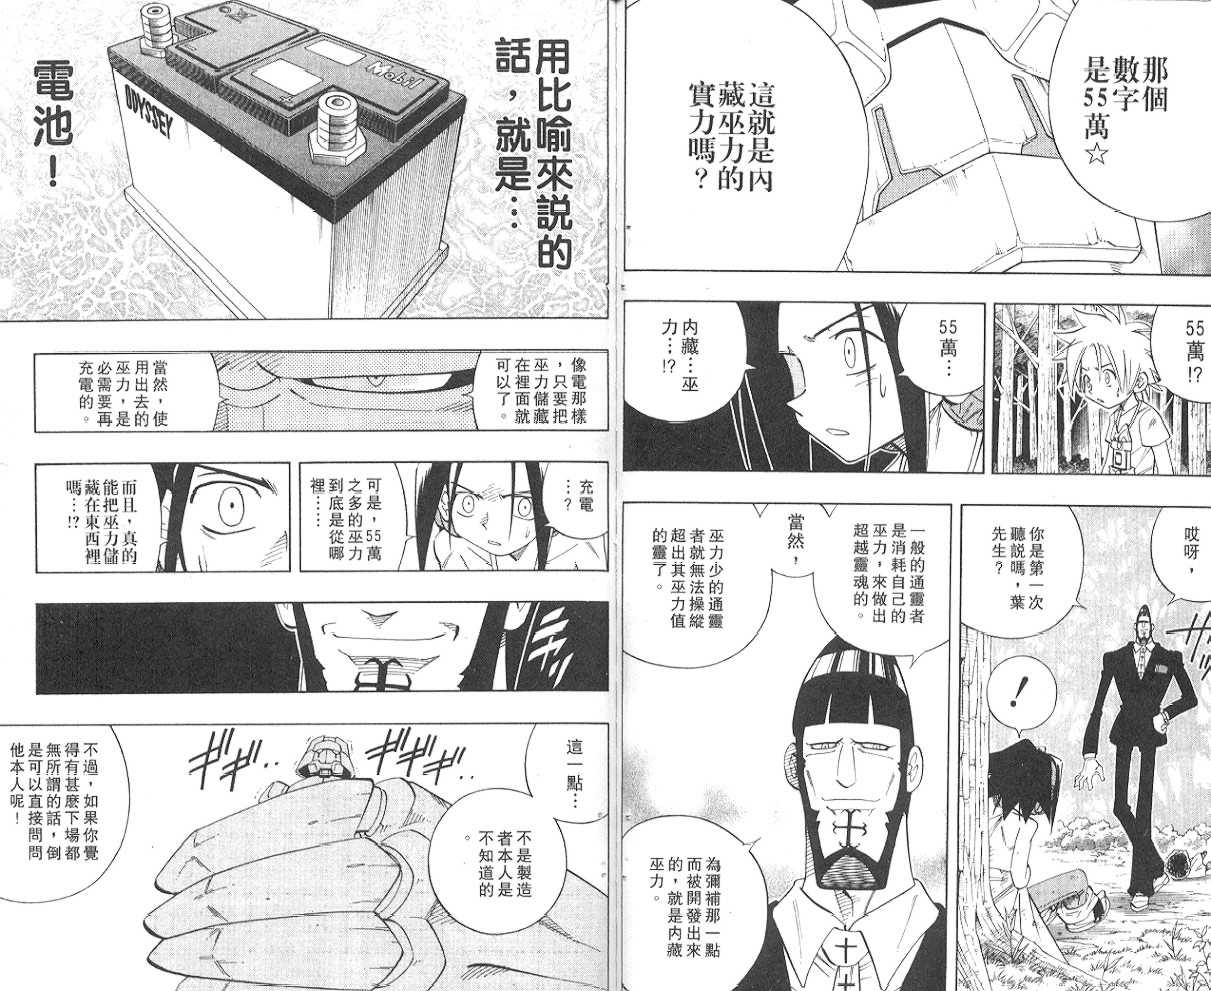 那個
數字
是55萬☆
這就是內
藏巫力的
實力嗎？
55
萬！？
55
萬…
內藏…巫
力…！？
哎呀，
你是第一次
聽說嗎，葉
先生？
！
一般的通靈者
是消耗自己的
巫力，來做出
超越靈魂的。
當然，
巫力少的通靈
者就無法操縱
超出其巫力值
的靈了。
為彌補那一點
而被開發出來
的，就是內藏
巫力。
用比喻來說的
話，就是…
電池！
Mobil
ODYSSEY
像電那樣
，只要把
巫力儲藏
在裡面就
可以了。
當然，使
用出去的
巫力，是
必需要再
充電的。
充電
…？
可是，55萬
之多的巫力
到底是從哪
裡……
而且，真的
能把巫力儲
藏在東西裡
嗎…！？
這一點…
不是製造
者本人是
不知道的
。
不過，如果你覺
得有甚麽下場都
無所謂的話，倒
是可以直接問問
他本人呢！